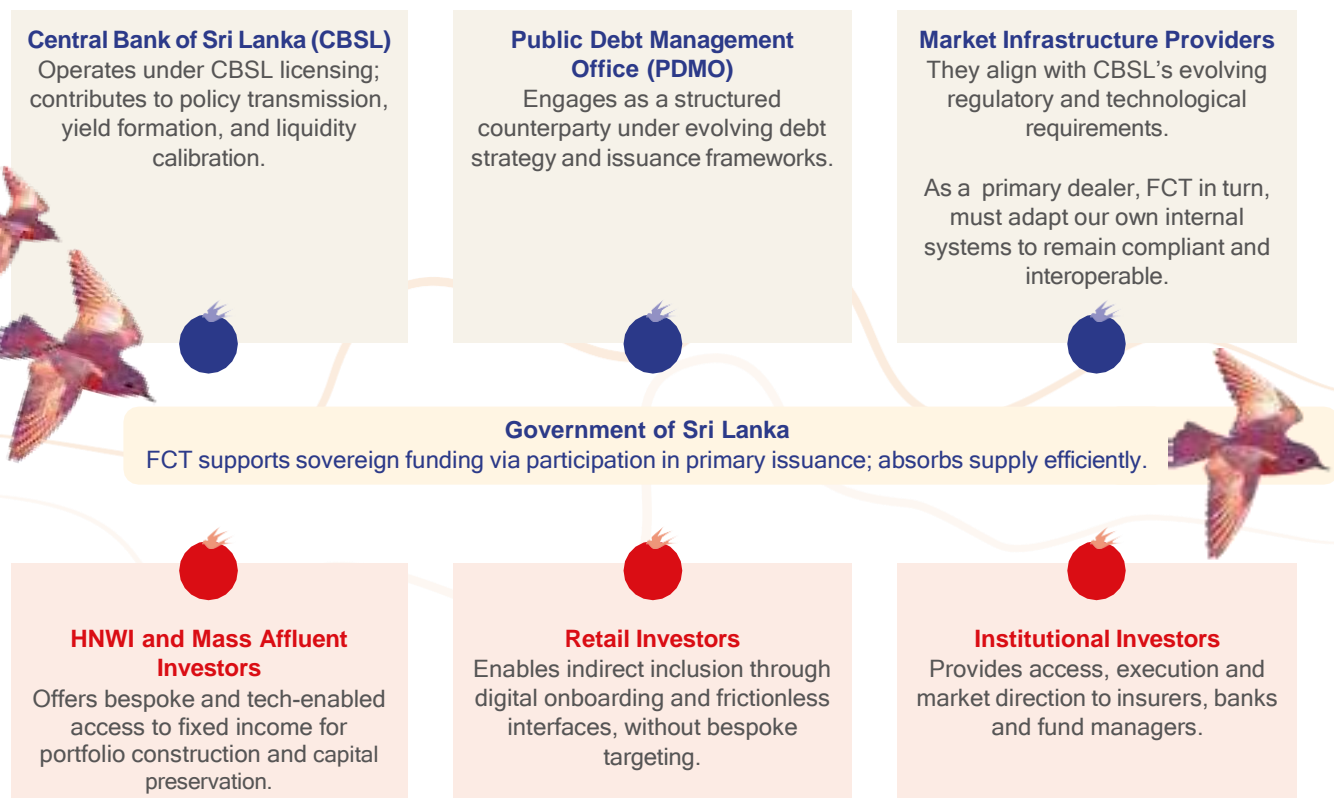 Central Bank of Sri Lanka (CBSL)
Operates under CBSL licensing;
contributes to policy transmission,
yield formation, and liquidity
calibration.
Public Debt Management
Office (PDMO)
Engages as a structured
counterparty under evolving debt
strategy and issuance frameworks.
Market Infrastructure Providers
They align with CBSL’s evolving
regulatory and technological
requirements.
As a primary dealer, FCT in turn,
must adapt our own internal
systems to remain compliant and
interoperable.
Government of Sri Lanka
FCT supports sovereign funding via participation in primary issuance; absorbs supply efficiently.
HNWI and Mass Affluent
Investors
Offers bespoke and tech-enabled
access to fixed income for
portfolio construction and capital
preservation.
Retail Investors
Enables indirect inclusion through
digital onboarding and frictionless
interfaces, without bespoke
targeting.
Institutional Investors
Provides access, execution and
market direction to insurers, banks
and fund managers.